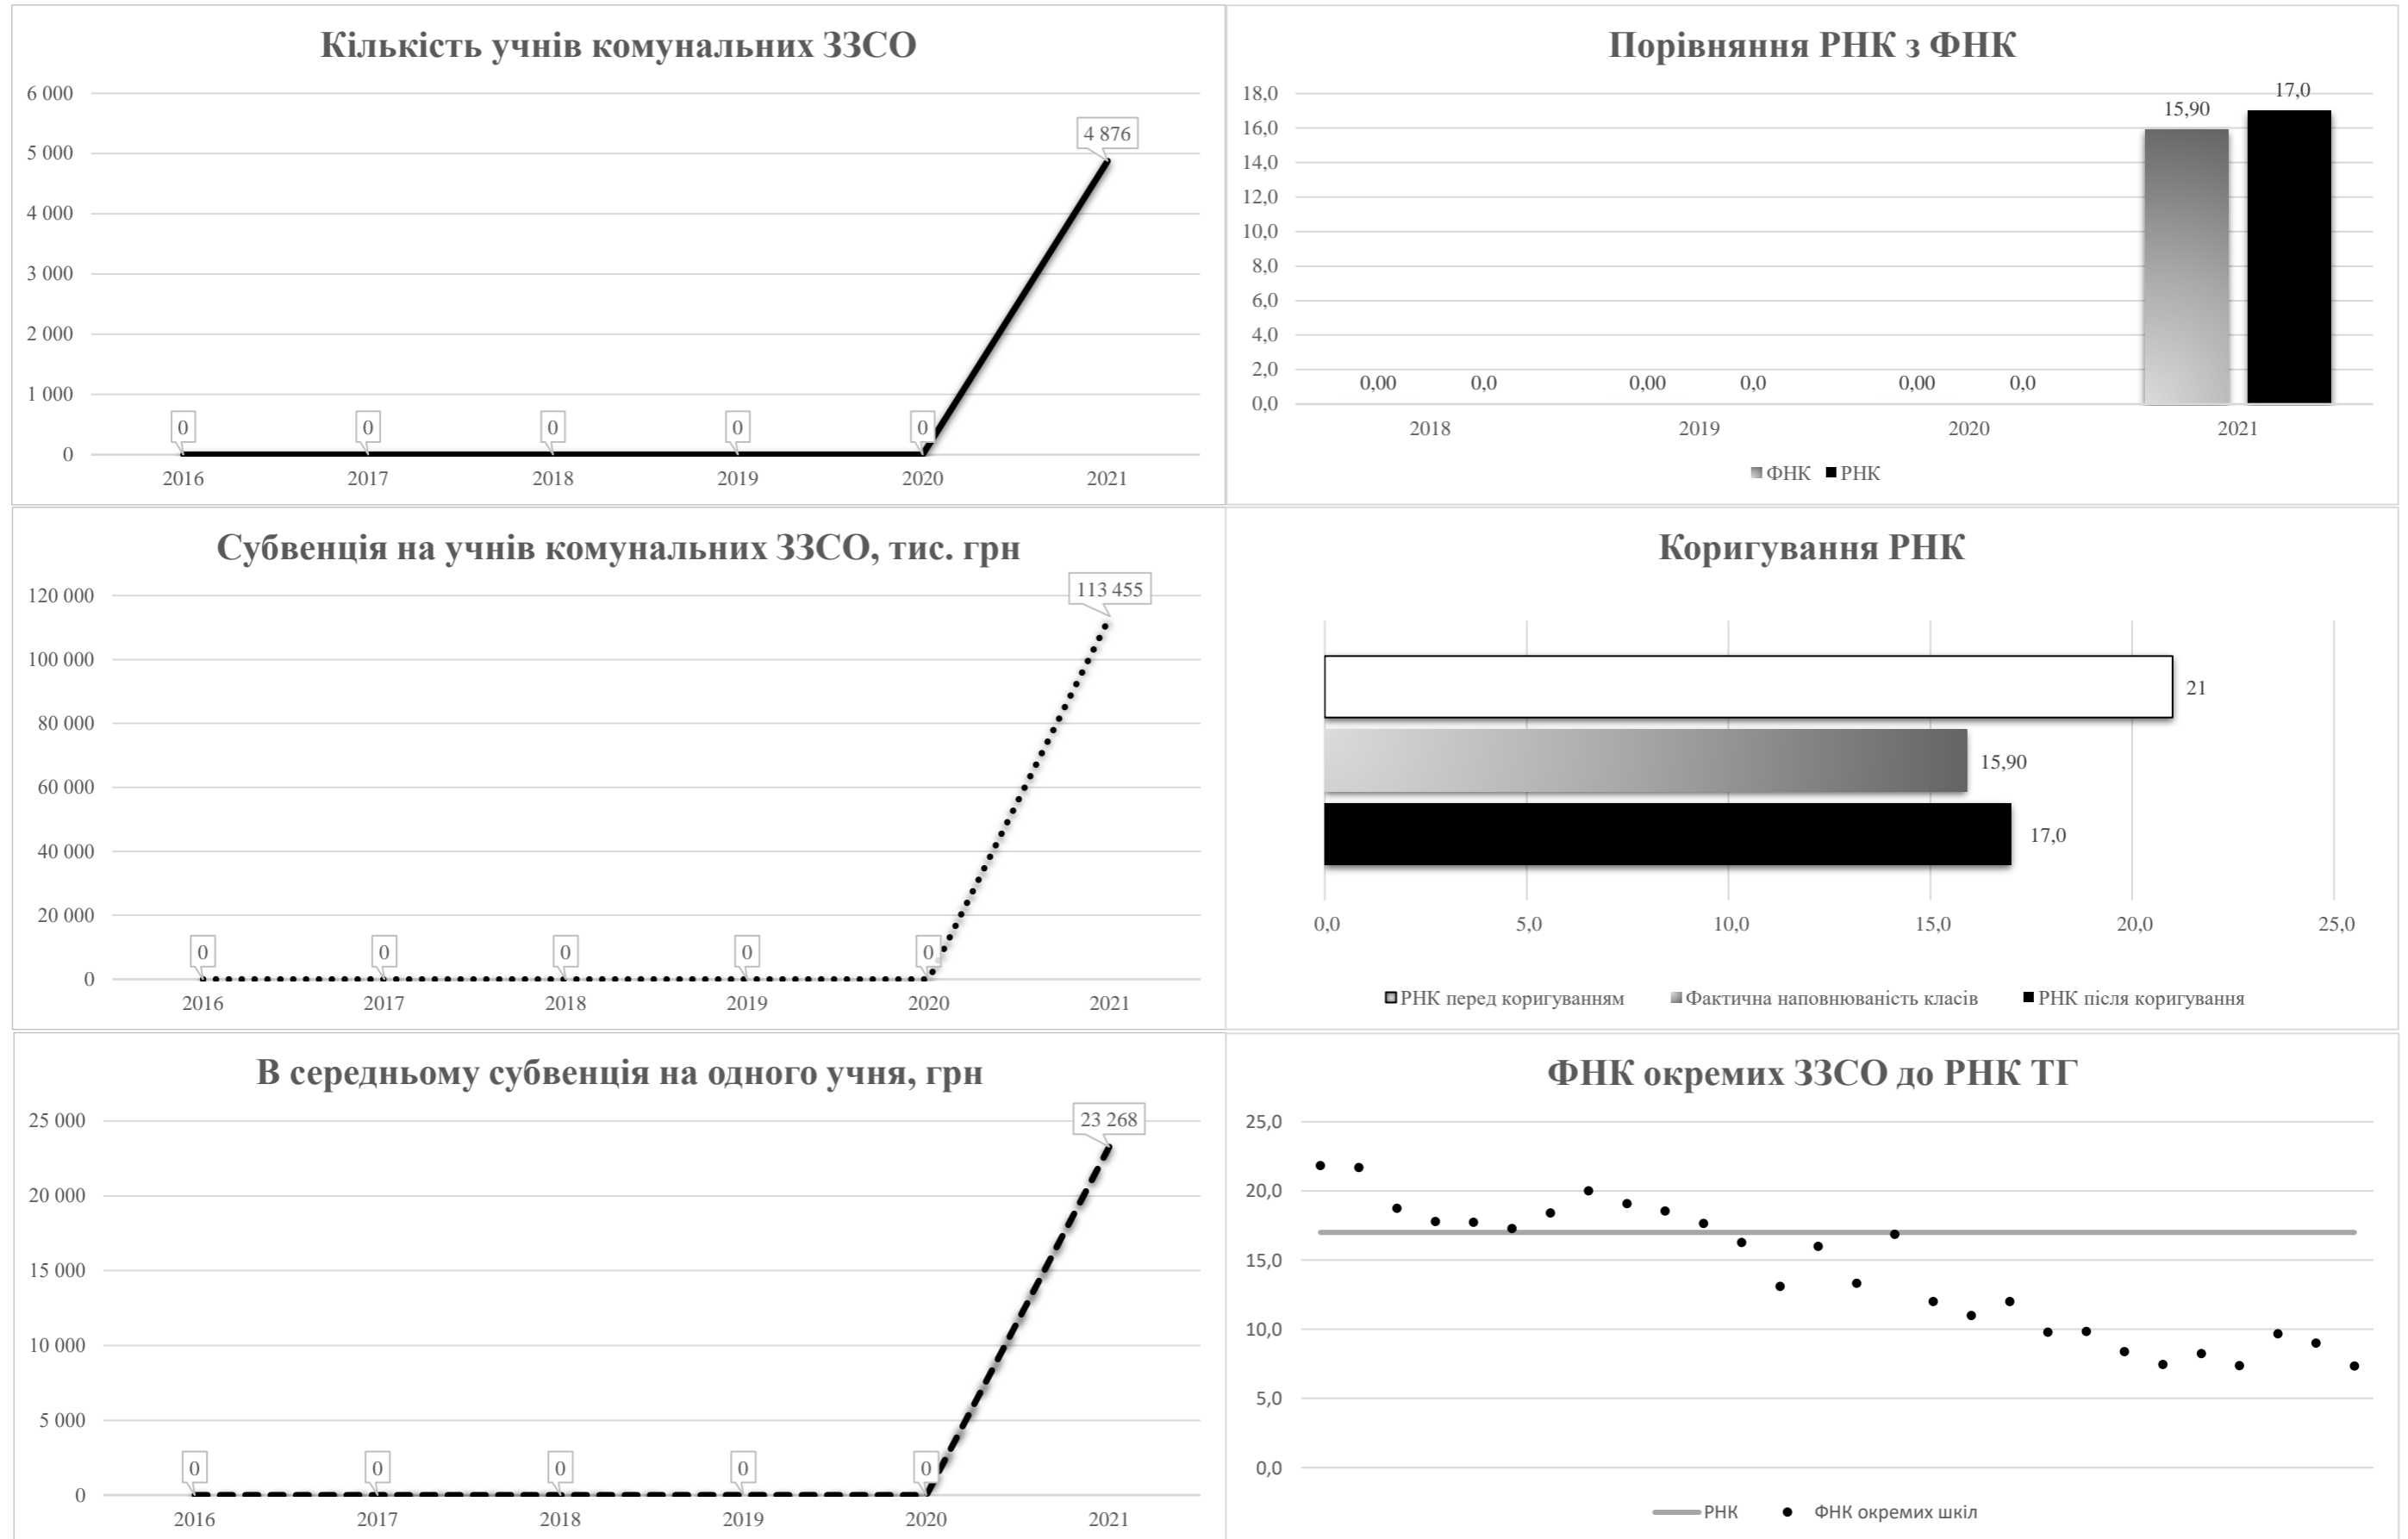 Кількість учнів комунальних ЗЗСО
6 000
5 000
4 000
3 000
2 000
1 000
0
0 0 0 0 0 4 876
2016 2017 2018 2019 2020 2021
Порівняння РНК з ФНК
18,0
16,0
14,0
12,0
10,0
8,0
6,0
4,0
2,0
0,0
0,00 0,0 0,00 0,0 0,00 0,0 15,90 17,0
2018 2019 2020 2021
ФНК РНК
Субвенція на учнів комунальних ЗЗСО, тис. грн
120 000
100 000
80 000
60 000
40 000
20 000
0
0 0 0 0 0 113 455
2016 2017 2018 2019 2020 2021
Коригування РНК
21
15,90
17,0
0,0 5,0 10,0 15,0 20,0 25,0
РНК перед коригуванням Фактична наповнюваність класів РНК після коригування
В середньому субвенція на одного учня, грн
25 000
20 000
15 000
10 000
5 000
0
0 0 0 0 0 23 268
2016 2017 2018 2019 2020 2021
ФНК окремих ЗЗСО до РНК ТГ
25,0
20,0
15,0
10,0
5,0
0,0
РНК ФНК окремих шкіл